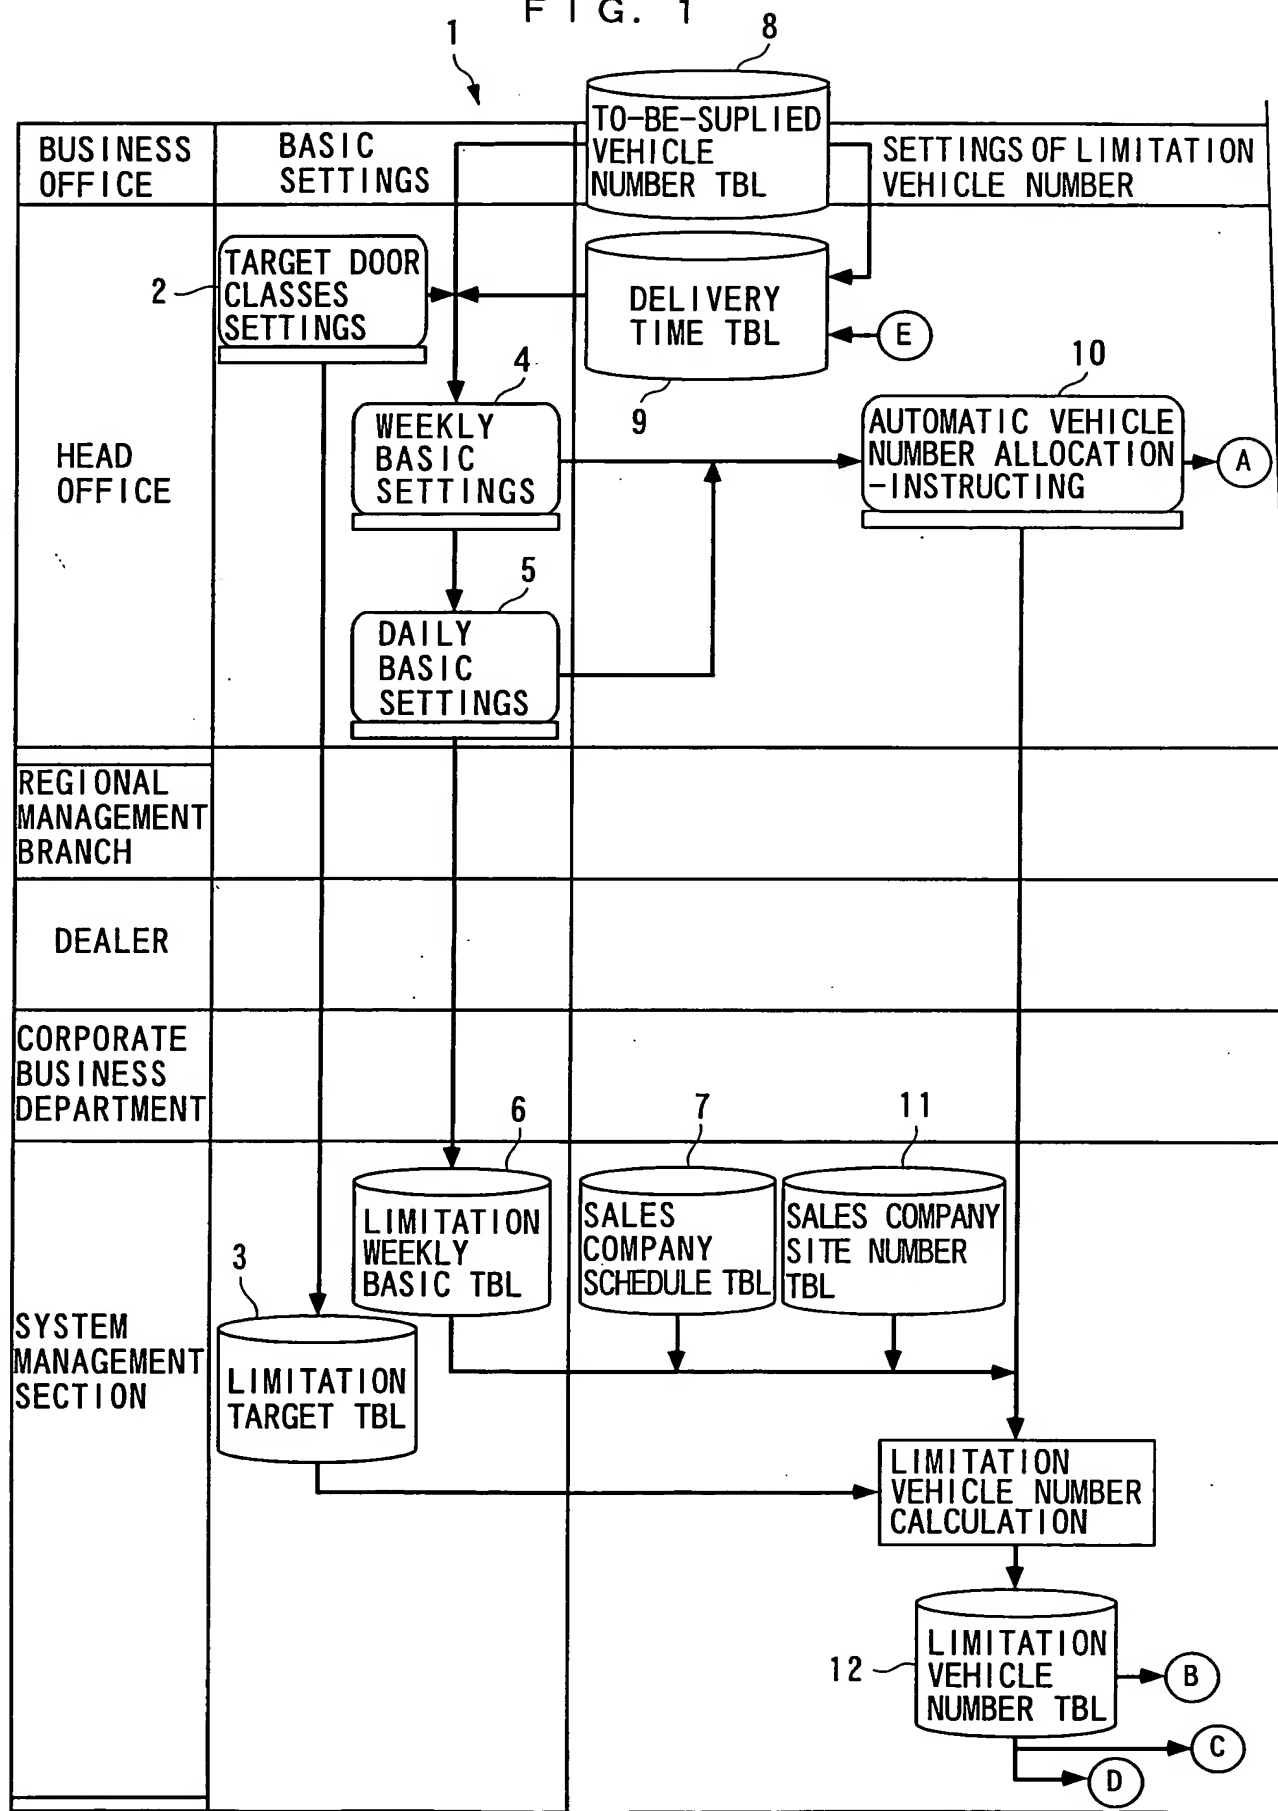 FIG. 1
1
8
BUSINESS
OFFICE
BASIC
SETTINGS
TO-BE-SUPLIED
VEHICLE
NUMBER TBL
SETTINGS OF LIMITATION
VEHICLE NUMBER
2
TARGET DOOR
CLASSES
SETTINGS
DELIVERY
TIME TBL
E
9
4
10
HEAD
OFFICE
WEEKLY
BASIC
SETTINGS
AUTOMATIC VEHICLE
NUMBER ALLOCATION
-INSTRUCTING
A
5
DAILY
BASIC
SETTINGS
REGIONAL
MANAGEMENT
BRANCH
DEALER
CORPORATE
BUSINESS
DEPARTMENT
6
7
11
LIMITATION
WEEKLY
BASIC TBL
SALES
COMPANY
SCHEDULE TBL
SALES COMPANY
SITE NUMBER
TBL
3
SYSTEM
MANAGEMENT
SECTION
LIMITATION
TARGET TBL
LIMITATION
VEHICLE NUMBER
CALCULATION
12
LIMITATION
VEHICLE
NUMBER TBL
B
C
D